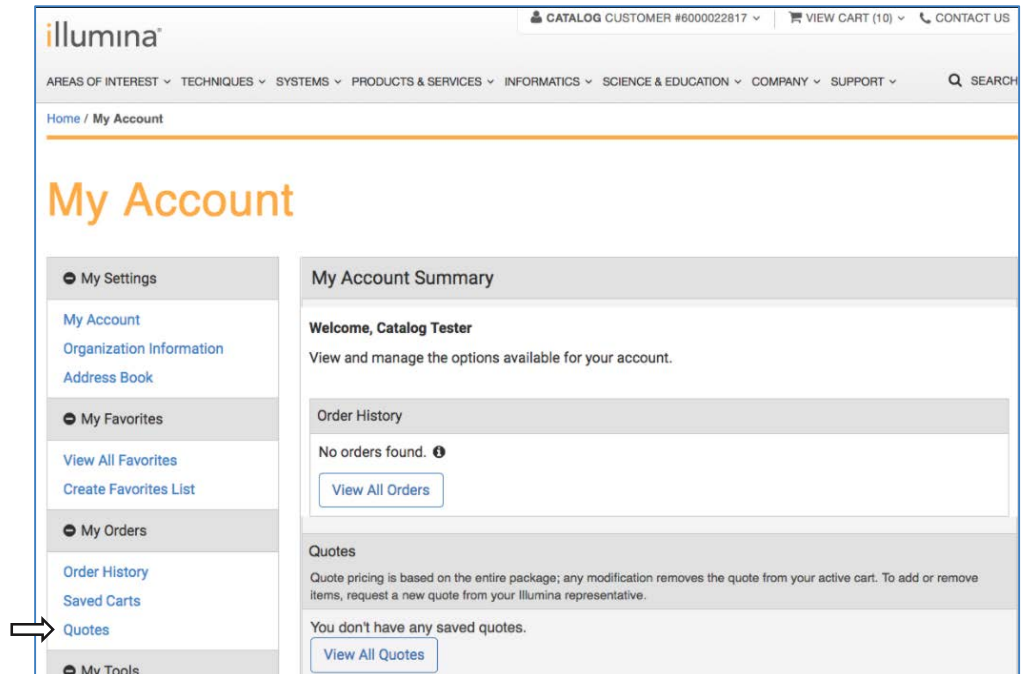 CATALOG CUSTOMER #6000022817 VIEW CART (10) CONTACT US
illumina®
AREAS OF INTEREST TECHNIQUES SYSTEMS PRODUCTS & SERVICES INFORMATICS SCIENCE & EDUCATION COMPANY SUPPORT SEARCH
Home / My Account
My Account
My Settings
My Account
Organization Information
Address Book
My Favorites
View All Favorites
Create Favorites List
My Orders
Order History
Saved Carts
Quotes
My Tools
My Account Summary
Welcome, Catalog Tester
View and manage the options available for your account.
Order History
No orders found.
View All Orders
Quotes
Quote pricing is based on the entire package; any modification removes the quote from your active cart. To add or remove
items, request a new quote from your Illumina representative.
You don't have any saved quotes.
View All Quotes